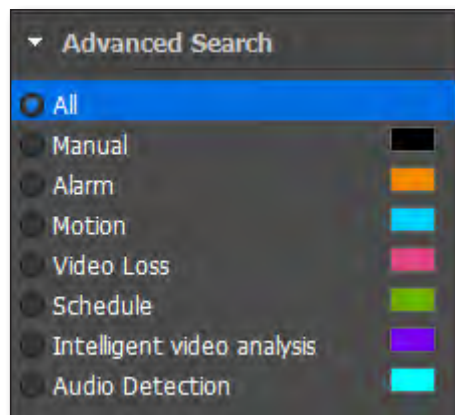 Advanced Search
All
Manual
Alarm
Motion
Video Loss
Schedule
Intelligent video analysis
Audio Detection